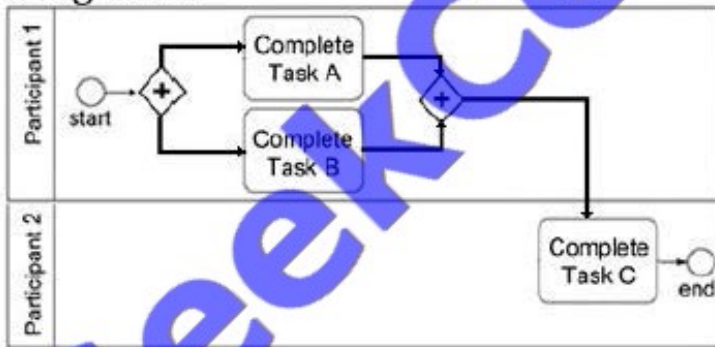 Participant 1
Complete
Task A
start
Complete
Task B
Participant 2
Complete
Task C
end